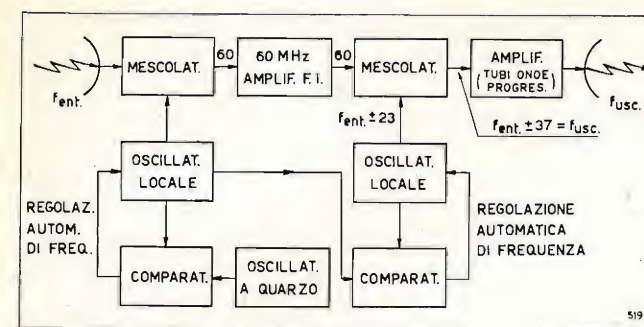 MESCOLAT.
60
60 MHz
AMPLIF. F.I.
60
MESCOLAT.
AMPLIF.
(TUBI ONDE
PROGRES.)
fent.
fent. ±23
fent. ±37 = fusc.
fusc.
OSCILLAT.
LOCALE
OSCILLAT.
LOCALE
REGOLAZ.
AUTOM.
DI FREQ.
REGOLAZIONE
AUTOMATICA
DI FREQUENZA
COMPARAT.
OSCILLAT.
A QUARZO
COMPARAT.
519